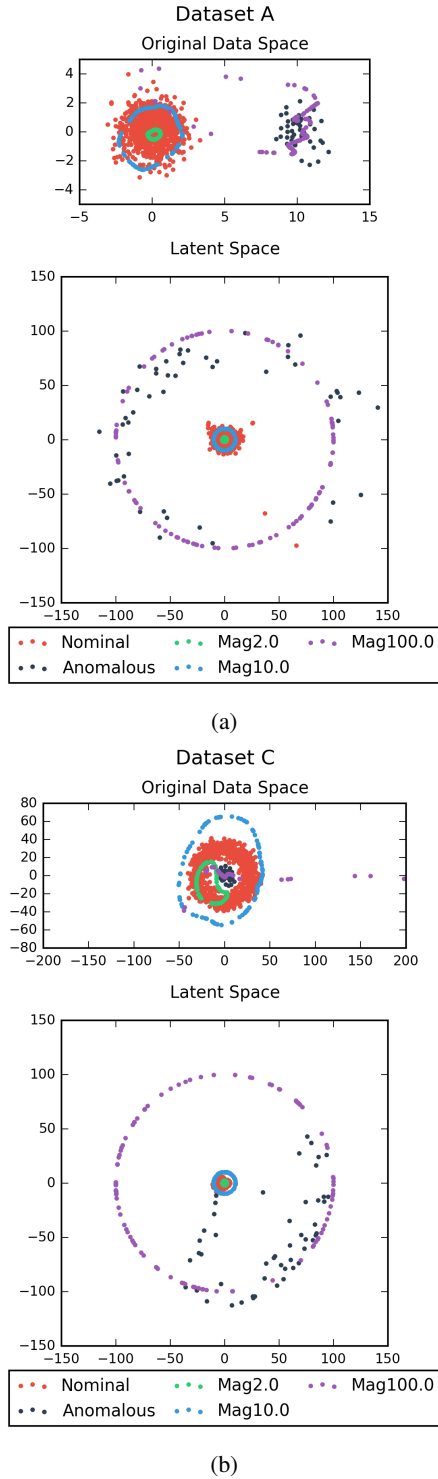 Dataset A
Original Data Space
4
2
0
−2
−4
−5 0 5 10 15
Latent Space
150
100
50
0
−50
−100
−150
−150 −100 −50 0 50 100 150
Nominal Mag2.0 Mag100.0
Anomalous Mag10.0
(a)
Dataset C
Original Data Space
80
60
40
20
0
−20
−40
−60
−80
−200 −150 −100 −50 0 50 100 150 200
Latent Space
150
100
50
0
−50
−100
−150
−150 −100 −50 0 50 100 150
Nominal Mag2.0 Mag100.0
Anomalous Mag10.0
(b)